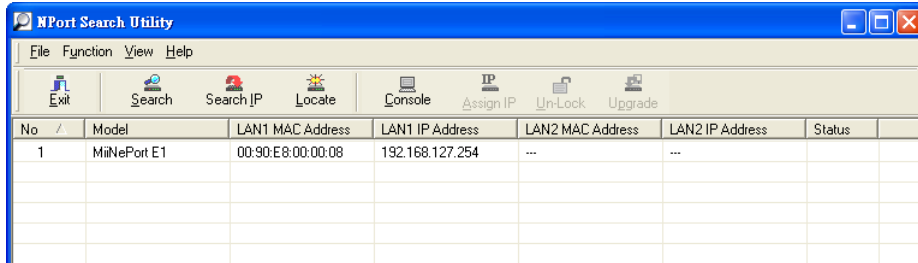 NPort Search Utility
File Function View Help
Exit Search Search IP Locate Console IP Assign IP Un-Lock Upgrade
No Model LAN1 MAC Address LAN1 IP Address LAN2 MAC Address LAN2 IP Address Status
1 MiiNePort E1 00:90:E8:00:00:08 192.168.127.254 --- ---